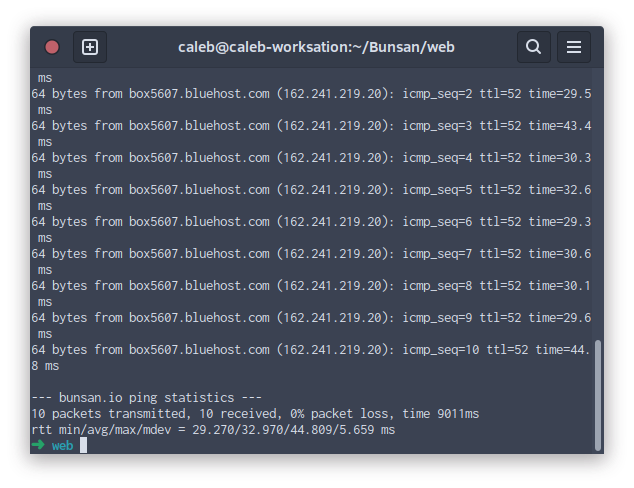 caleb@caleb-worksation:~/Bunsan/web
ms
64 bytes from box5607.bluehost.com (162.241.219.20): icmp_seq=2 ttl=52 time=29.5
ms
64 bytes from box5607.bluehost.com (162.241.219.20): icmp_seq=3 ttl=52 time=43.4
ms
64 bytes from box5607.bluehost.com (162.241.219.20): icmp_seq=4 ttl=52 time=30.3
ms
64 bytes from box5607.bluehost.com (162.241.219.20): icmp_seq=5 ttl=52 time=32.6
ms
64 bytes from box5607.bluehost.com (162.241.219.20): icmp_seq=6 ttl=52 time=29.3
ms
64 bytes from box5607.bluehost.com (162.241.219.20): icmp_seq=7 ttl=52 time=30.6
ms
64 bytes from box5607.bluehost.com (162.241.219.20): icmp_seq=8 ttl=52 time=30.1
ms
64 bytes from box5607.bluehost.com (162.241.219.20): icmp_seq=9 ttl=52 time=29.6
ms
64 bytes from box5607.bluehost.com (162.241.219.20): icmp_seq=10 ttl=52 time=44.
8 ms
--- bunsan.io ping statistics ---
10 packets transmitted, 10 received, 0% packet loss, time 9011ms
rtt min/avg/max/mdev = 29.270/32.970/44.809/5.659 ms
➜ web